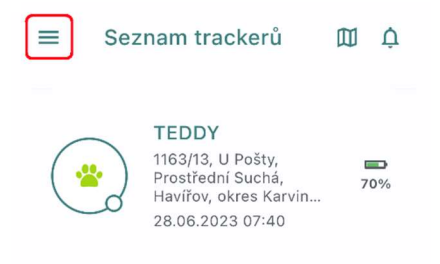 Seznam trackerů
TEDDY
1163/13, U Pošty,
Prostřední Suchá,
Havířov, okres Karvin...
28.06.2023 07:40
70%